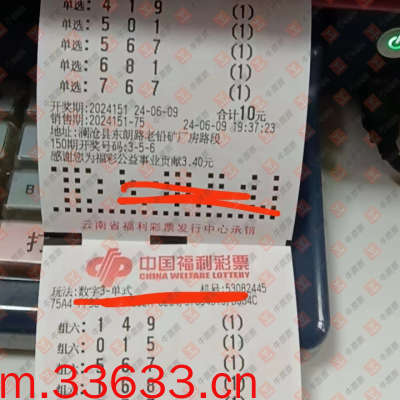 单选: 4 1 9 (1)
单选: 5 0 1 (1)
单选: 5 6 7 (1)
单选: 6 8 1 (1)
单选: 7 6 7 (1)
开奖期:2024151 24-06-09 合计10元
销售期:2024151-75 24-06-09 19:37:23
地址:澜沧县东朗路老铅矿厂房路段
150期开奖号码:3-5-6
感谢您为福彩公益事业贡献3.40元
云南省福利彩票发行中心承销
中国福利彩票
CHINA WELFARE LOTTERY
玩法:数字3-单式 机号:53082445
组六: 1 4 9 (1)
组六: 0 1 5 (1)
组六: 5 6 7 (1)
m.33633.cn